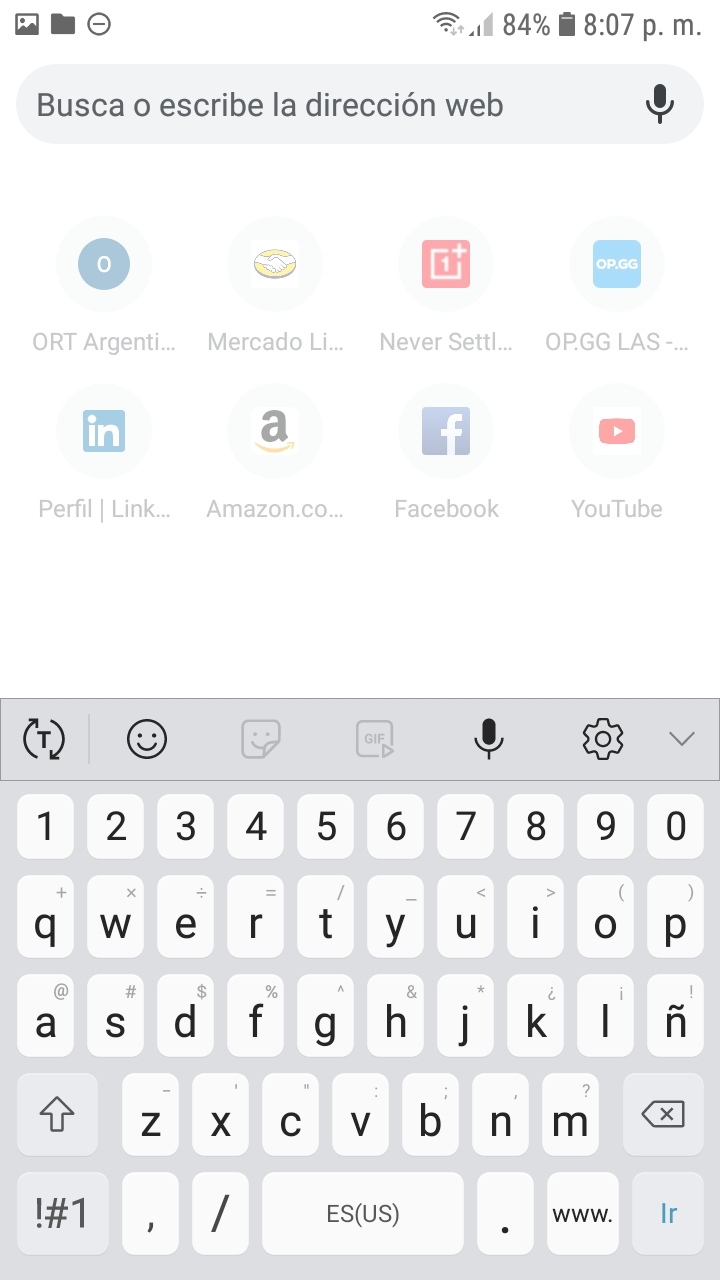 84% 8:07 p. m.
Busca o escribe la dirección web
O 1+ OP.GG
ORT Argenti... Mercado Li... Never Settl... OP.GG LAS -...
in a f
Perfil | Link... Amazon.co... Facebook YouTube
T GIF
1 2 3 4 5 6 7 8 9 0
+ × ÷ = / _ < > ( )
q w e r t y u i o p
@ # $ % ^ & * ¿ ¡ !
a s d f g h j k l ñ
- ' " : ; , ?
z x c v b n m
!#1 , / ES(US) . www. Ir